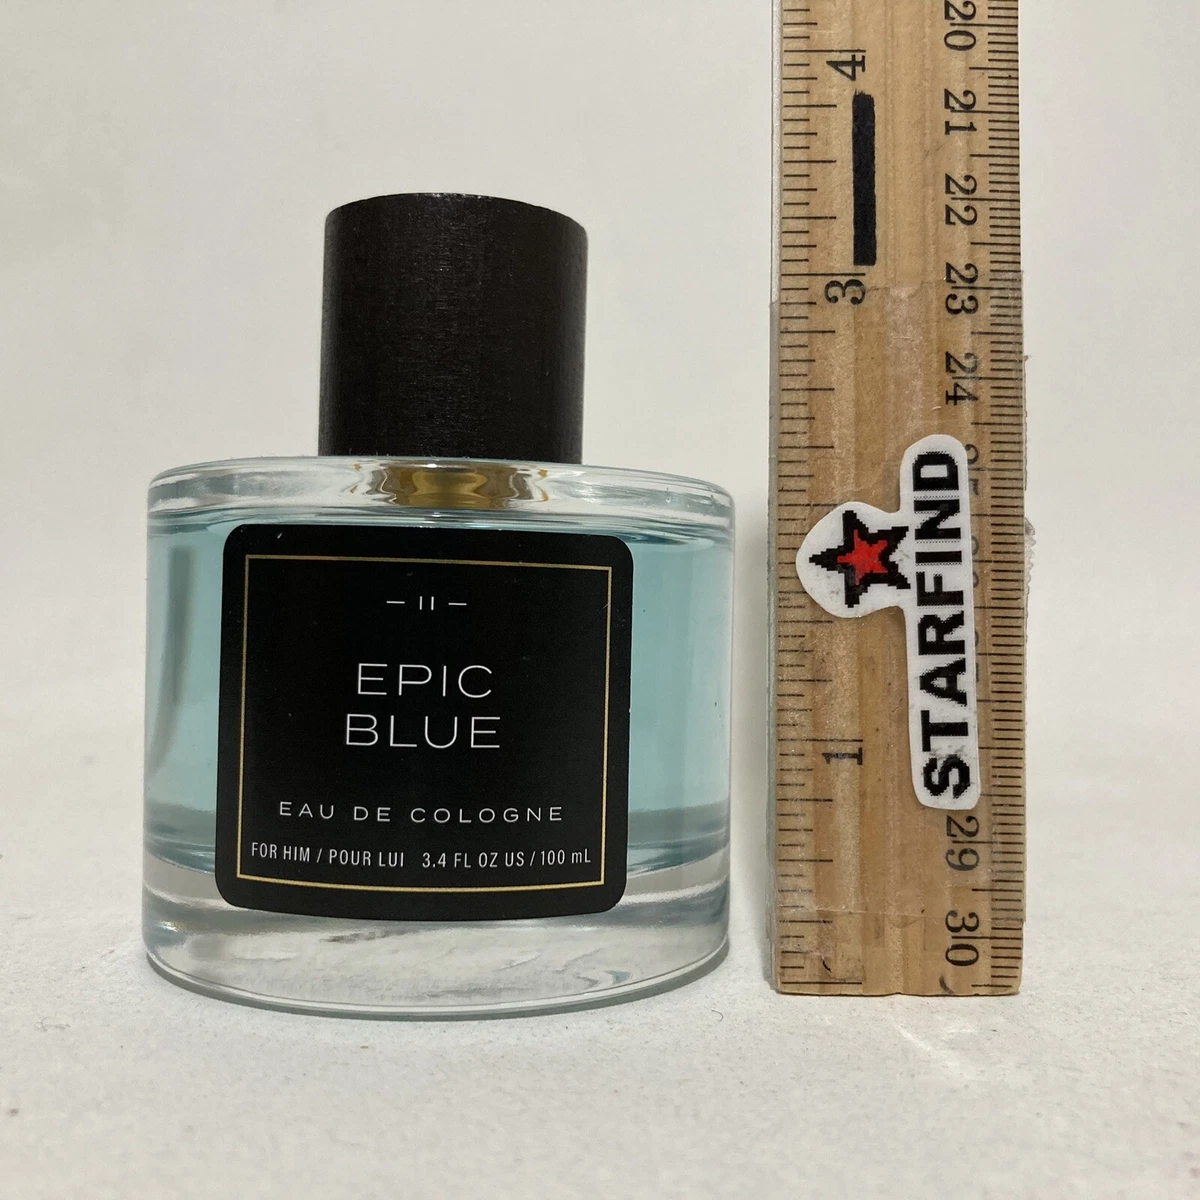 — II —
EPIC
BLUE
EAU DE COLOGNE
FOR HIM / POUR LUI 3.4 FL OZ US / 100 mL
4
3
1
20
21
22
23
24
29
30
STARFIND